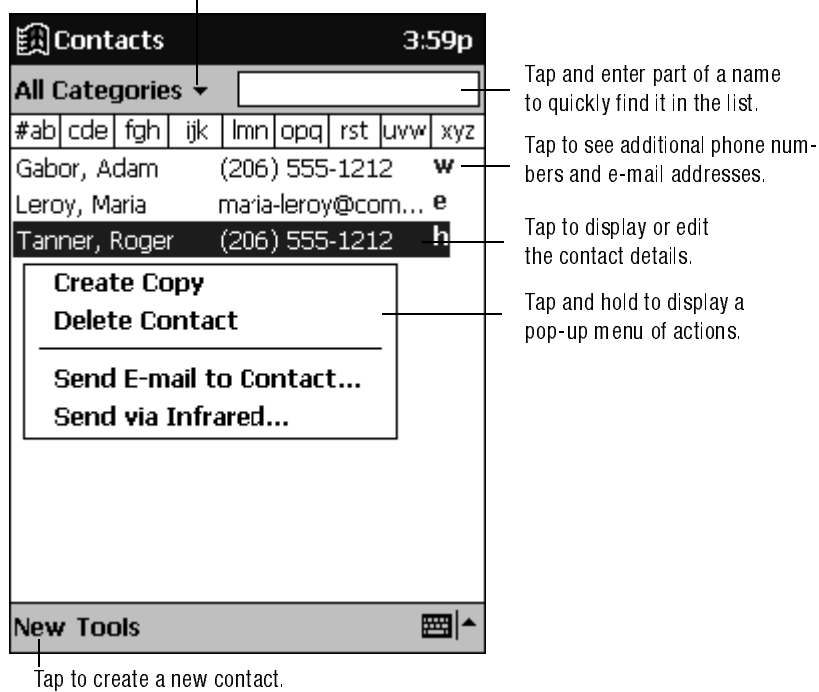 Contacts 3:59p
All Categories
Tap and enter part of a name
to quickly find it in the list.
#ab cde fgh ijk lmn opq rst uvw xyz
Tap to see additional phone num-
bers and e-mail addresses.
Gabor, Adam (206) 555-1212 w
Leroy, Maria maria-leroy@com... e
Tanner, Roger (206) 555-1212 h
Tap to display or edit
the contact details.
Create Copy
Delete Contact
Send E-mail to Contact...
Send via Infrared...
Tap and hold to display a
pop-up menu of actions.
New Tools
Tap to create a new contact.